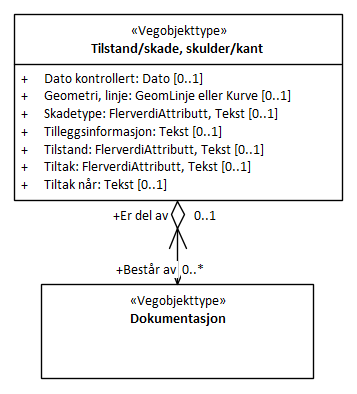 «Vegobjekttype»
Tilstand/skade, skulder/kant
+ Dato kontrollert: Dato [0..1]
+ Geometri, linje: GeomLinje eller Kurve [0..1]
+ Skadetype: FlerverdiAttributt, Tekst [0..1]
+ Tilleggsinformasjon: Tekst [0..1]
+ Tilstand: FlerverdiAttributt, Tekst [0..1]
+ Tiltak: FlerverdiAttributt, Tekst [0..1]
+ Tiltak når: Tekst [0..1]
+Er del av 0..1
+Består av 0..*
«Vegobjekttype»
Dokumentasjon